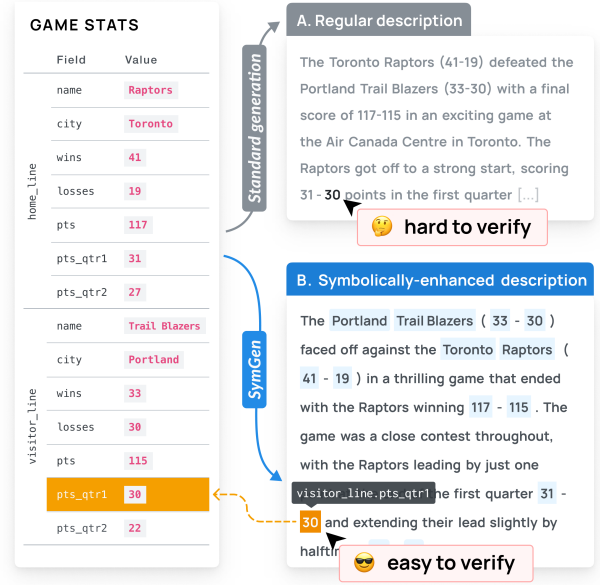 GAME STATS
Field Value
home_line
name Raptors
city Toronto
wins 41
losses 19
pts 117
pts_qtr1 31
pts_qtr2 27
visitor_line
name Trail Blazers
city Portland
wins 33
losses 30
pts 115
pts_qtr1 30
pts_qtr2 22
Standard generation
SymGen
A. Regular description
The Toronto Raptors (41-19) defeated the
Portland Trail Blazers (33-30) with a final
score of 117-115 in an exciting game at
the Air Canada Centre in Toronto. The
Raptors got off to a strong start, scoring
31 - 30 points in the first quarter [...]
🤔 hard to verify
B. Symbolically-enhanced description
The Portland Trail Blazers ( 33 - 30 )
faced off against the Toronto Raptors (
41 - 19 ) in a thrilling game that ended
with the Raptors winning 117 - 115 . The
game was a close contest throughout,
with the Raptors leading by just one
visitor_line.pts_qtr1 he first quarter 31 -
30 and extending their lead slightly by
😎 easy to verify